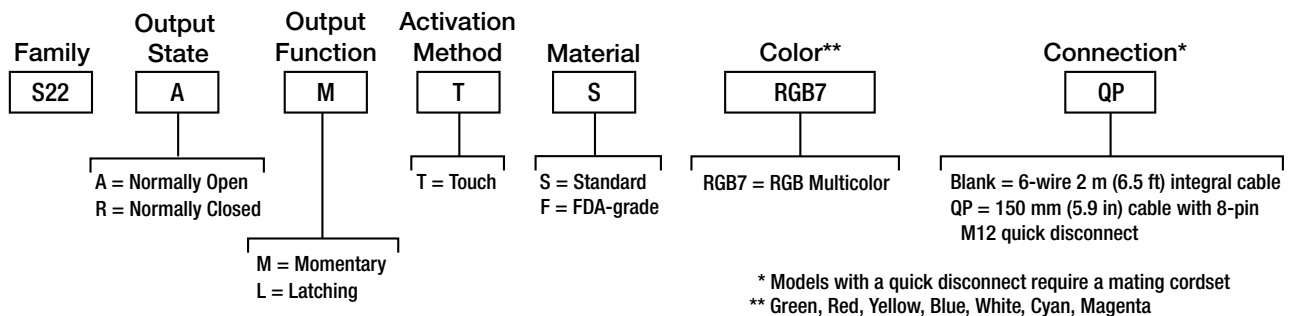 Family
Output
State
Output
Function
Activation
Method
Material
Color**
Connection*
S22
A
M
T
S
RGB7
QP
A = Normally Open
R = Normally Closed
M = Momentary
L = Latching
T = Touch
S = Standard
F = FDA-grade
RGB7 = RGB Multicolor
Blank = 6-wire 2 m (6.5 ft) integral cable
QP = 150 mm (5.9 in) cable with 8-pin
M12 quick disconnect
* Models with a quick disconnect require a mating cordset
** Green, Red, Yellow, Blue, White, Cyan, Magenta